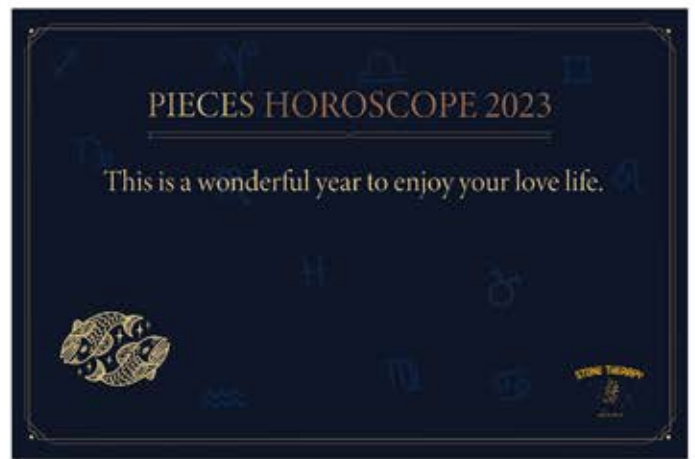 PIECES HOROSCOPE 2023
This is a wonderful year to enjoy your love life.
STONE THERAPY